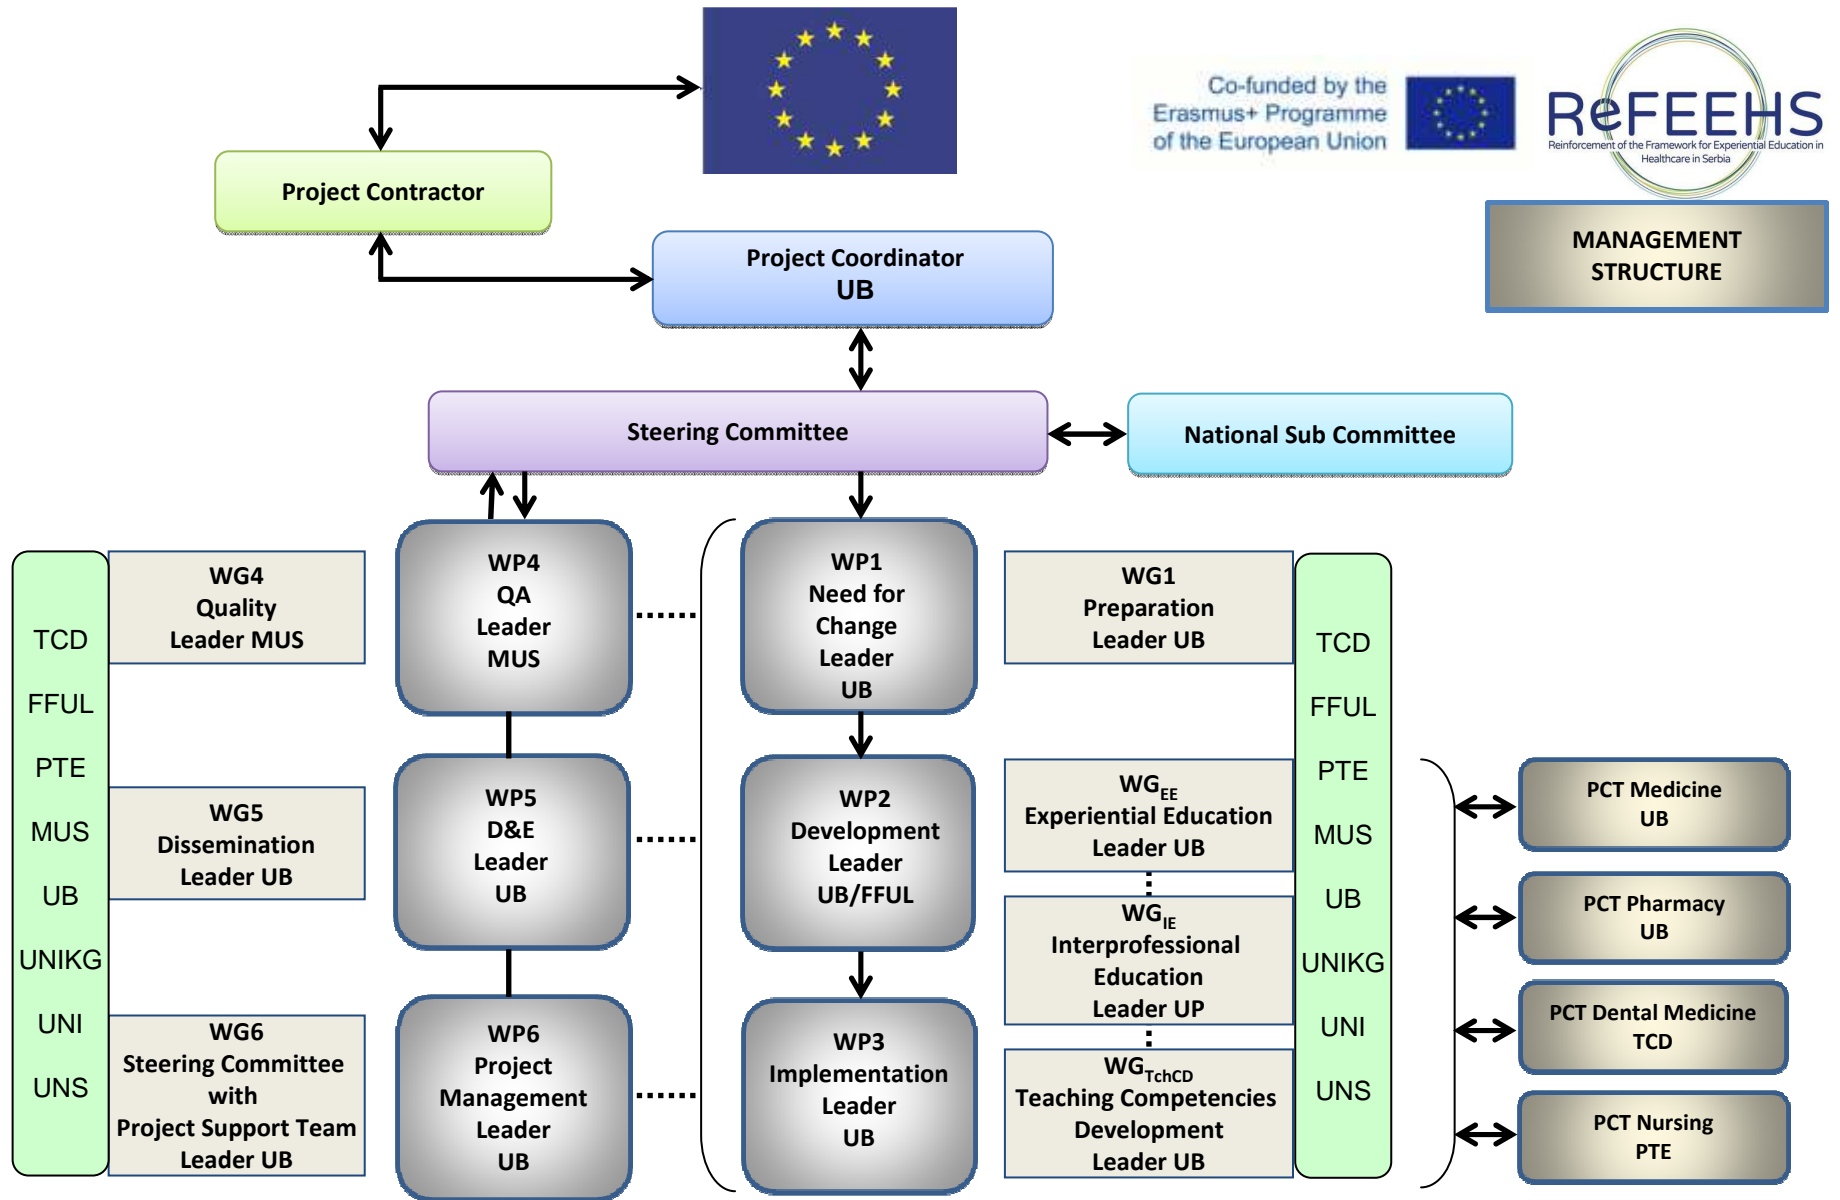 Co-funded by the
Erasmus+ Programme
of the European Union
ReFEEHS
Reinforcement of the Framework for Experiential Education in
Healthcare in Serbia
MANAGEMENT
STRUCTURE
Project Contractor
Project Coordinator
UB
Steering Committee
National Sub Committee
TCD
FFUL
PTE
MUS
UB
UNIKG
UNI
UNS
WG4
Quality
Leader MUS
WG5
Dissemination
Leader UB
WG6
Steering Committee
with
Project Support Team
Leader UB
WP4
QA
Leader
MUS
WP5
D&E
Leader
UB
WP6
Project
Management
Leader
UB
WP1
Need for
Change
Leader
UB
WP2
Development
Leader
UB/FFUL
WP3
Implementation
Leader
UB
WG1
Preparation
Leader UB
WGEE
Experiential Education
Leader UB
WGIE
Interprofessional
Education
Leader UP
WGTchCD
Teaching Competencies
Development
Leader UB
TCD
FFUL
PTE
MUS
UB
UNIKG
UNI
UNS
PCT Medicine
UB
PCT Pharmacy
UB
PCT Dental Medicine
TCD
PCT Nursing
PTE